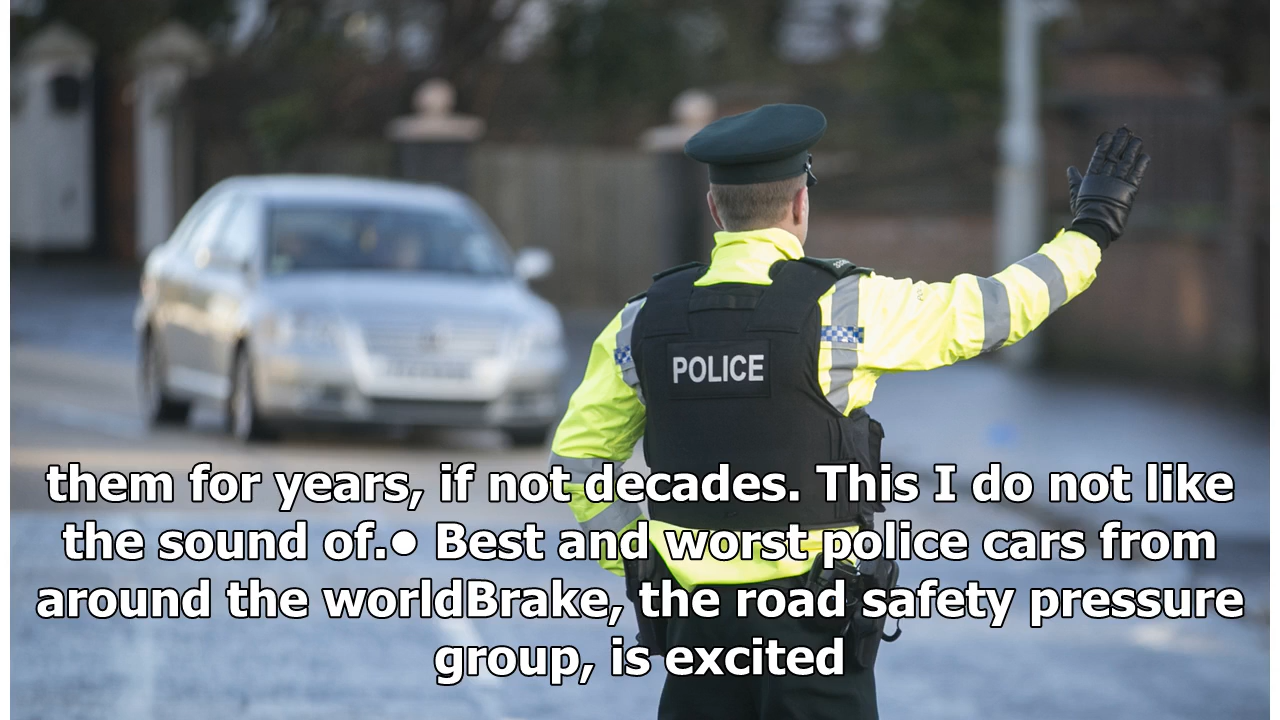 POLICE
them for years, if not decades. This I do not like
the sound of.● Best and worst police cars from
around the worldBrake, the road safety pressure
group, is excited